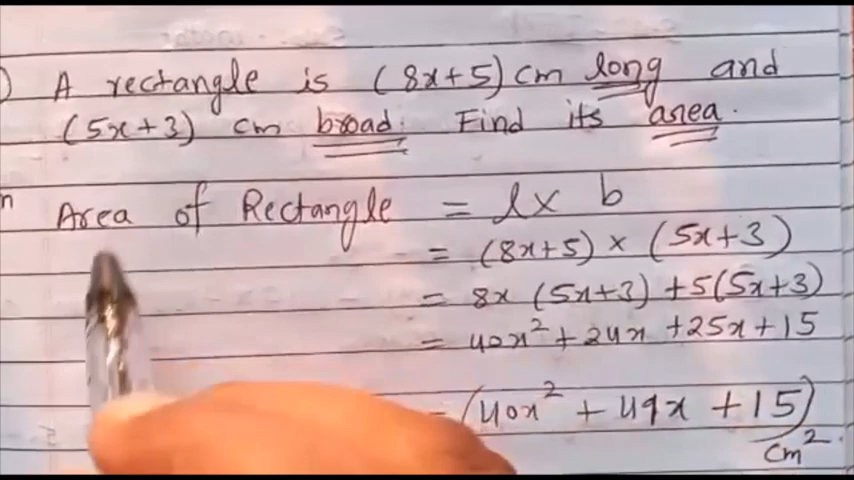 ) A rectangle is (8x+5) cm long and
(5x+3) cm broad. Find its area.
n Area of Rectangle = l x b
= (8x+5) × (5x+3)
= 8x (5x+3) +5(5x+3)
= 40x² + 24x +25x+15
= (40x² + 49x + 15) cm².